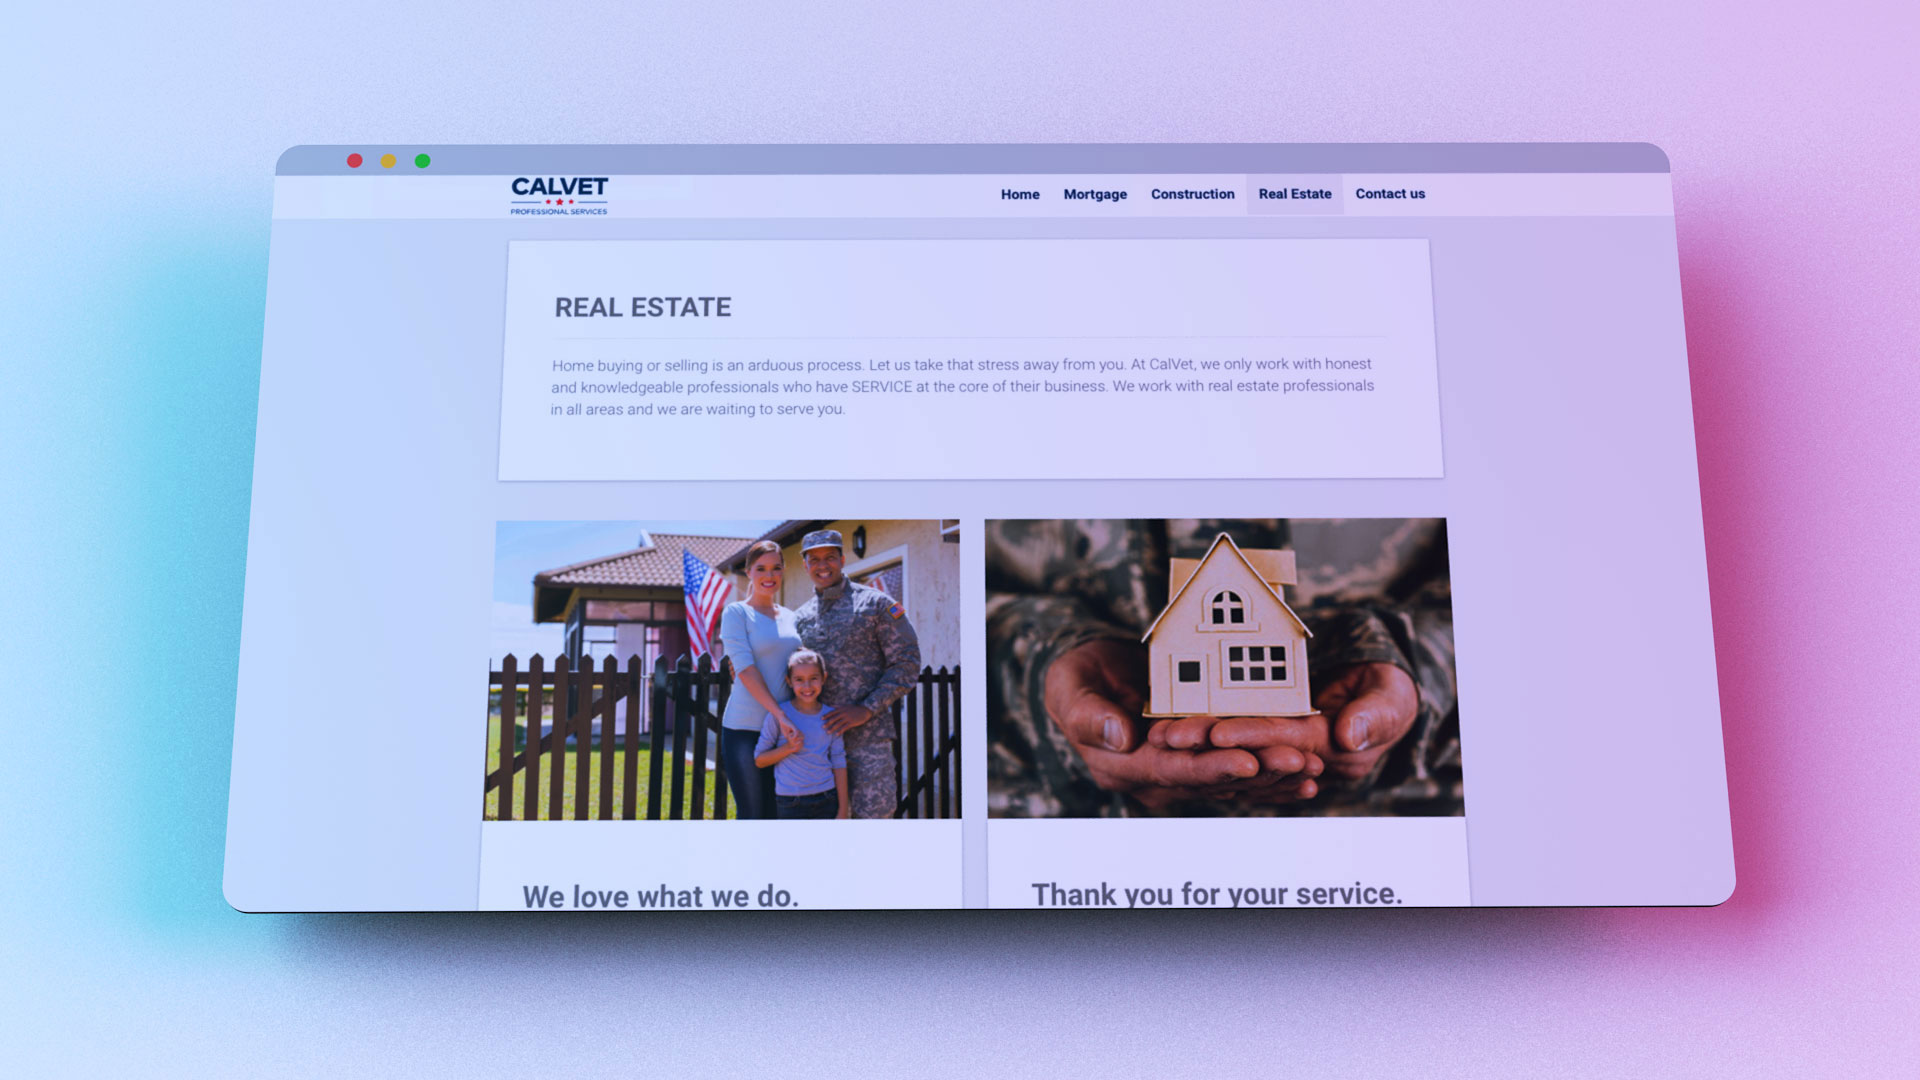 CALVET
PROFESSIONAL SERVICES
Home Mortgage Construction Real Estate Contact us
REAL ESTATE
Home buying or selling is an arduous process. Let us take that stress away from you. At CalVet, we only work with honest
and knowledgeable professionals who have SERVICE at the core of their business. We work with real estate professionals
in all areas and we are waiting to serve you.
We love what we do.
Thank you for your service.